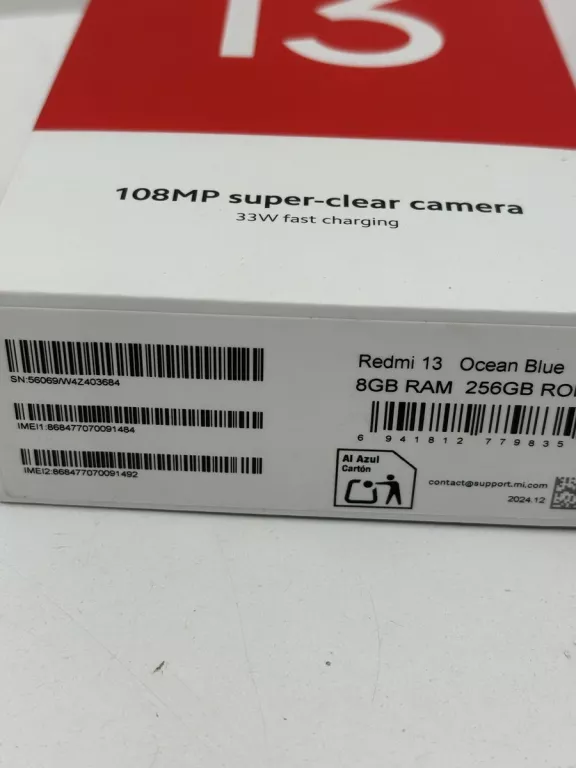 13
108MP super-clear camera
33W fast charging
SN:56069/W4Z403684
IMEI1:868477070091484
IMEI2:868477070091492
Redmi 13 Ocean Blue
8GB RAM 256GB RO
6 941812 779835
Al Azul
Cartón
contact@support.mi.com
2024.12